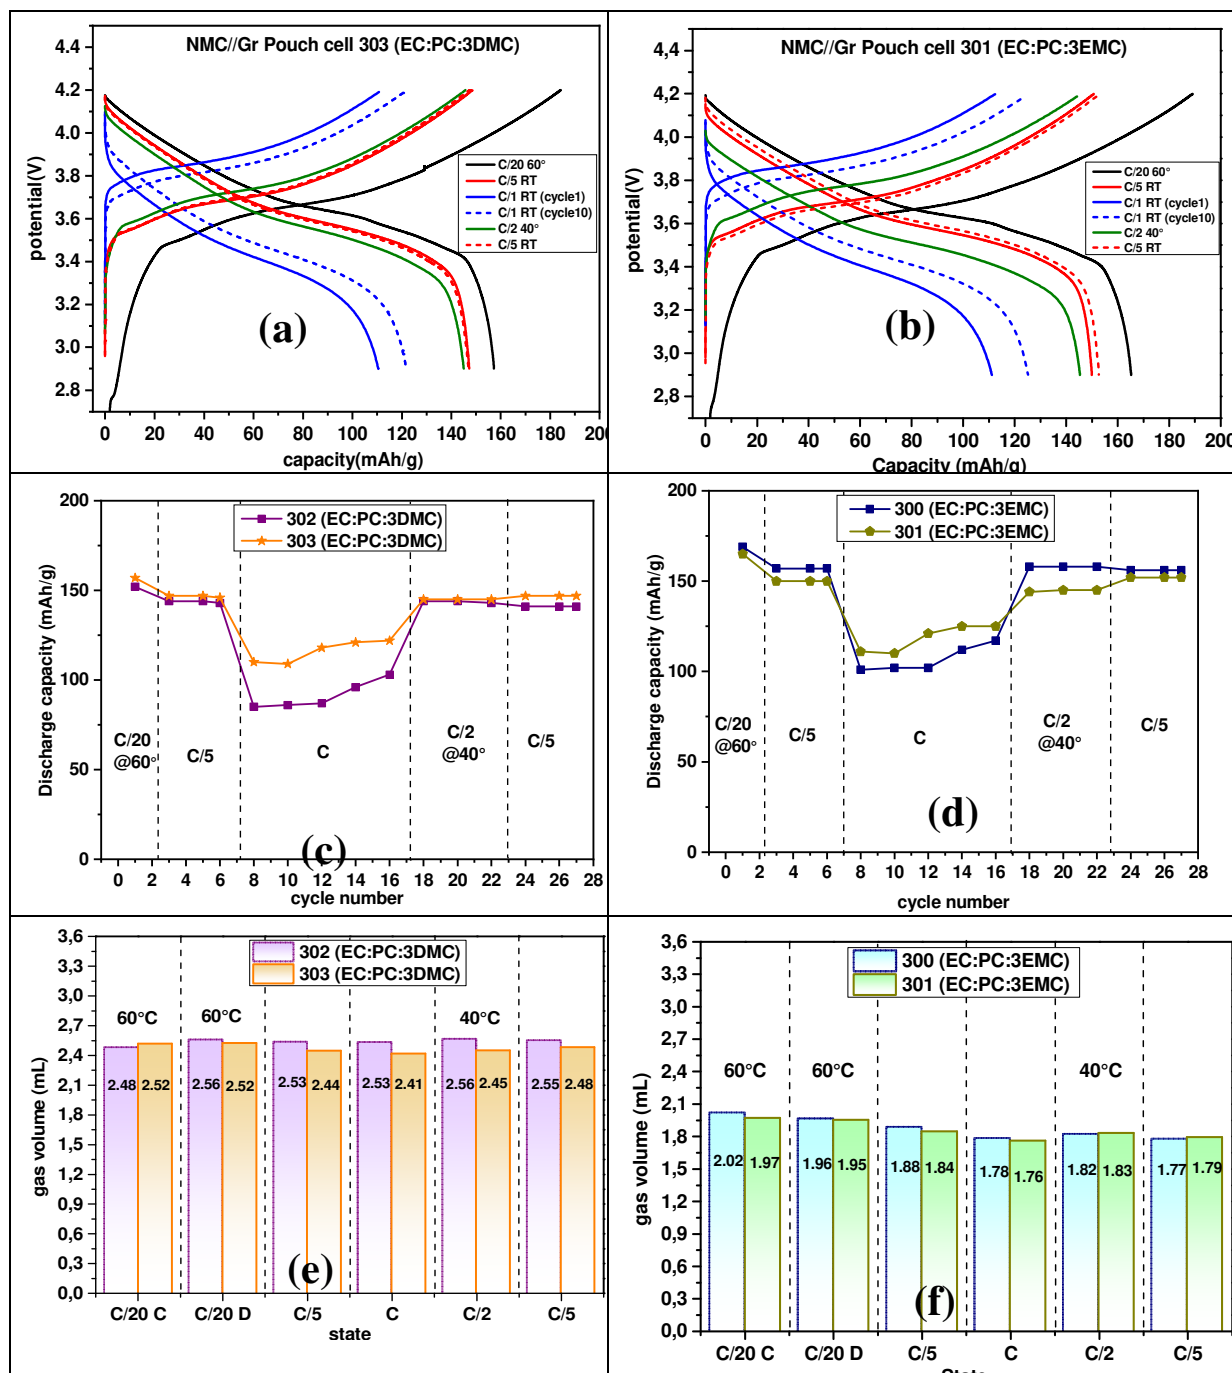 NMC//Gr Pouch cell 303 (EC:PC:3DMC)
4.4
4.2
4.0
3.8
3.6
3.4
3.2
3.0
2.8
potential(V)
C/20 60°
C/5 RT
C/1 RT (cycle1)
C/1 RT (cycle10)
C/2 40°
C/5 RT
(a)
0 20 40 60 80 100 120 140 160 180 200
capacity(mAh/g)
NMC//Gr Pouch cell 301 (EC:PC:3EMC)
4,4
4,2
4,0
3,8
3,6
3,4
3,2
3,0
2,8
potential(V)
C/20 60°
C/5 RT
C/1 RT (cycle1)
C/1 RT (cycle10)
C/2 40°
C/5 RT
(b)
0 20 40 60 80 100 120 140 160 180 200
Capacity (mAh/g)
200
150
100
50
0
Discharge capacity (mAh/g)
302 (EC:PC:3DMC)
303 (EC:PC:3DMC)
C/20
@60°
C/5
C
C/2
@40°
C/5
(c)
0 2 4 6 8 10 12 14 16 18 20 22 24 26 28
cycle number
200
150
100
50
0
Discharge capacity (mAh/g)
300 (EC:PC:3EMC)
301 (EC:PC:3EMC)
C/20
@60°
C/5
C
C/2
@40°
C/5
(d)
0 2 4 6 8 10 12 14 16 18 20 22 24 26 28
cycle number
3,6
3,3
3,0
2,7
2,4
2,1
1,8
1,5
1,2
0,9
0,6
0,3
0,0
gas volume (mL)
302 (EC:PC:3DMC)
303 (EC:PC:3DMC)
60°C 60°C 40°C
2.48 2.52 2.56 2.52 2.53 2.44 2.53 2.41 2.56 2.45 2.55 2.48
(e)
C/20 C C/20 D C/5 C C/2 C/5
state
3,6
3,3
3,0
2,7
2,4
2,1
1,8
1,5
1,2
0,9
0,6
0,3
0,0
gas volume (mL)
300 (EC:PC:3EMC)
301 (EC:PC:3EMC)
60°C 60°C 40°C
2.02 1.97 1.96 1.95 1.88 1.84 1.78 1.76 1.82 1.83 1.77 1.79
(f)
C/20 C C/20 D C/5 C C/2 C/5
State